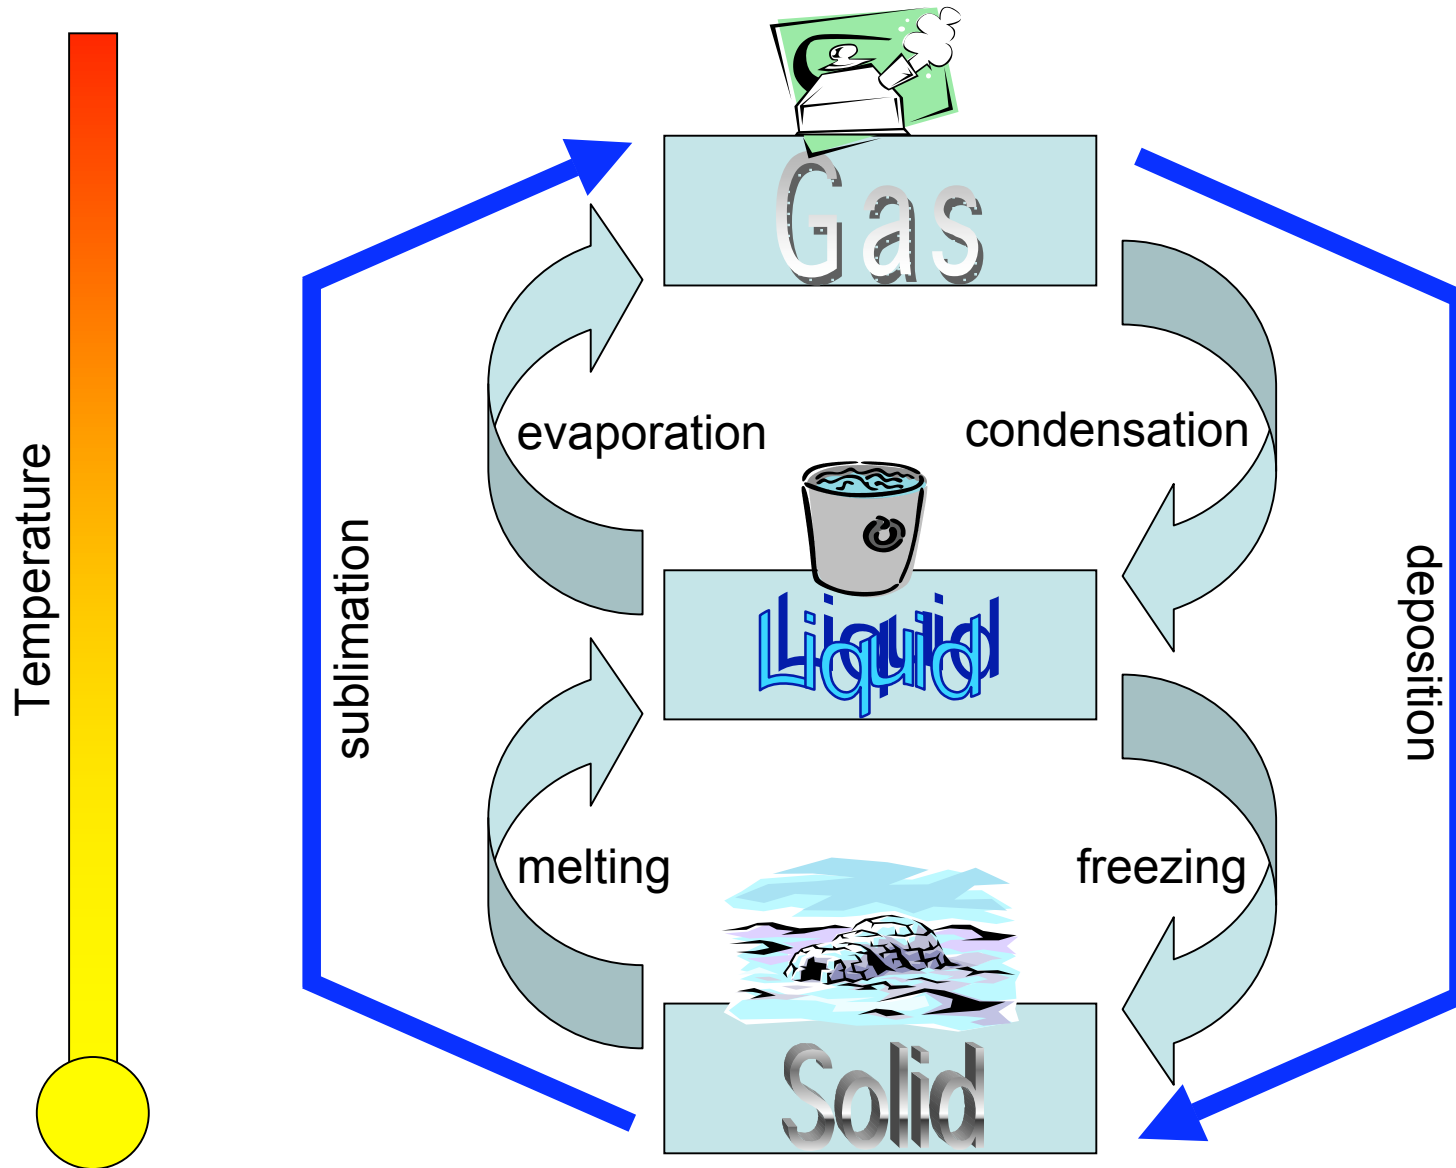 Gas
evaporation
condensation
Temperature
sublimation
Liquid
deposition
melting
freezing
Solid